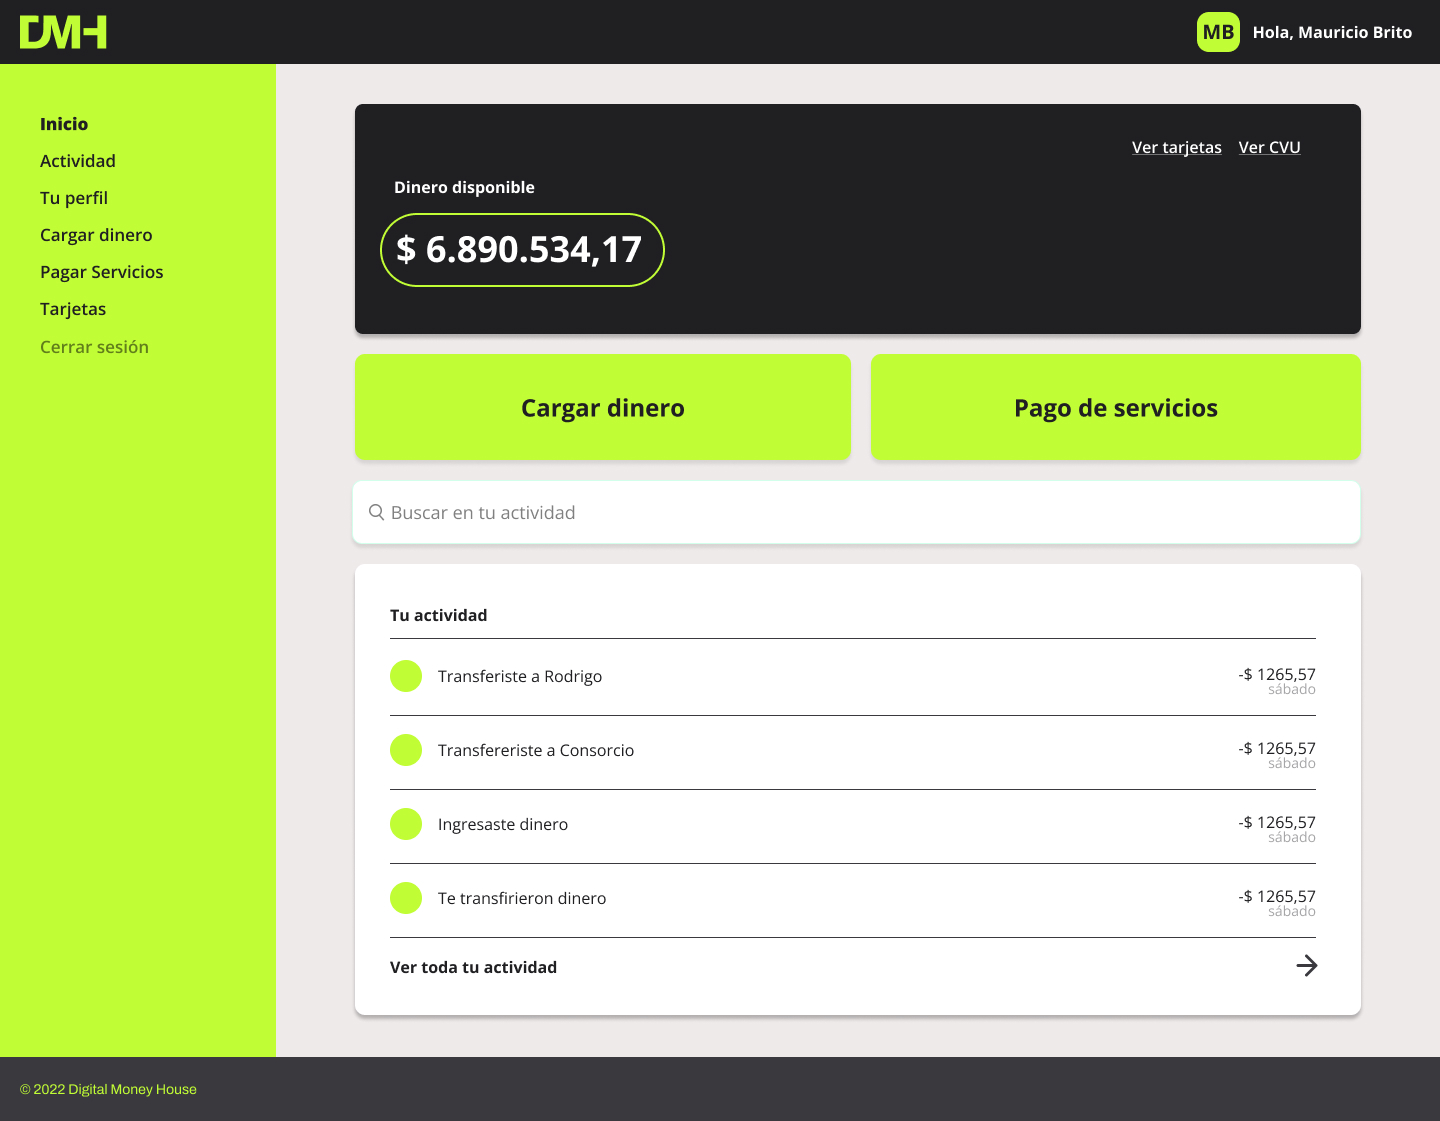 DMH
MB Hola, Mauricio Brito
Inicio
Actividad
Tu perfil
Cargar dinero
Pagar Servicios
Tarjetas
Cerrar sesión
Ver tarjetas Ver CVU
Dinero disponible
$ 6.890.534,17
Cargar dinero
Pago de servicios
Buscar en tu actividad
Tu actividad
Transferiste a Rodrigo -$ 1265,57
sábado
Transfereriste a Consorcio -$ 1265,57
sábado
Ingresaste dinero -$ 1265,57
sábado
Te transfirieron dinero -$ 1265,57
sábado
Ver toda tu actividad
© 2022 Digital Money House